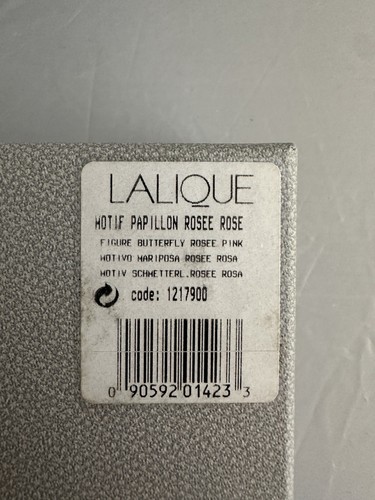 LALIQUE
MOTIF PAPILLON ROSEE ROSE
FIGURE BUTTERFLY ROSEE PINK
MOTIVO MARIPOSA ROSEE ROSA
MOTIV SCHMETTERL.ROSEE ROSA
code: 1217900
0 90592 01423 3